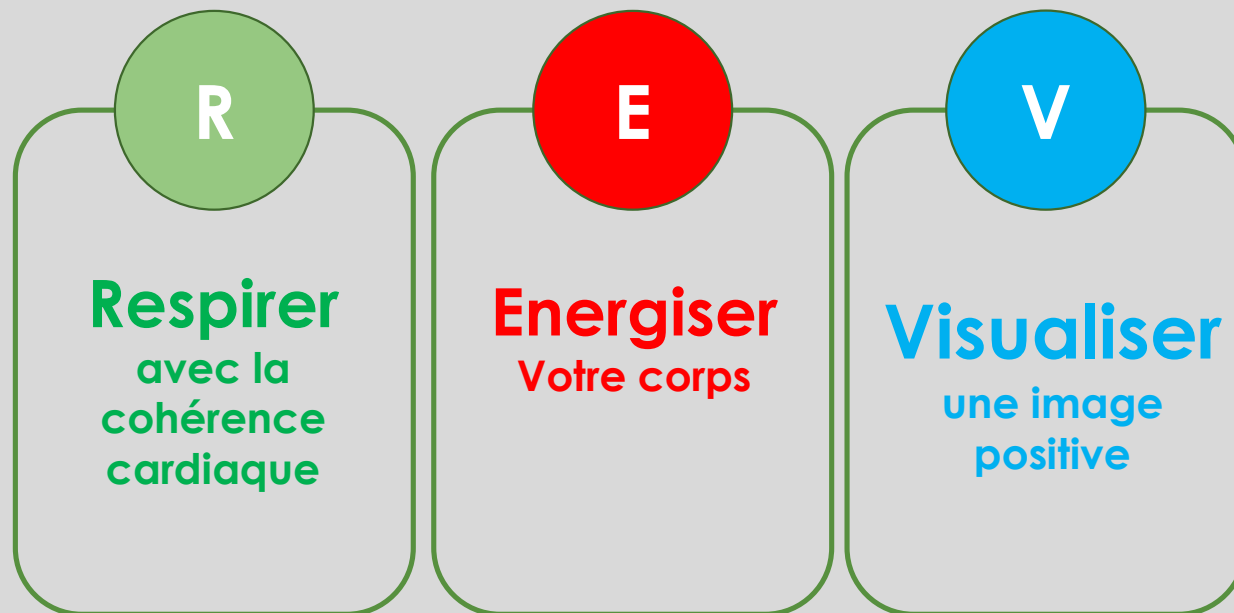 R
Respirer
avec la
cohérence
cardiaque
E
Energiser
Votre corps
V
Visualiser
une image
positive